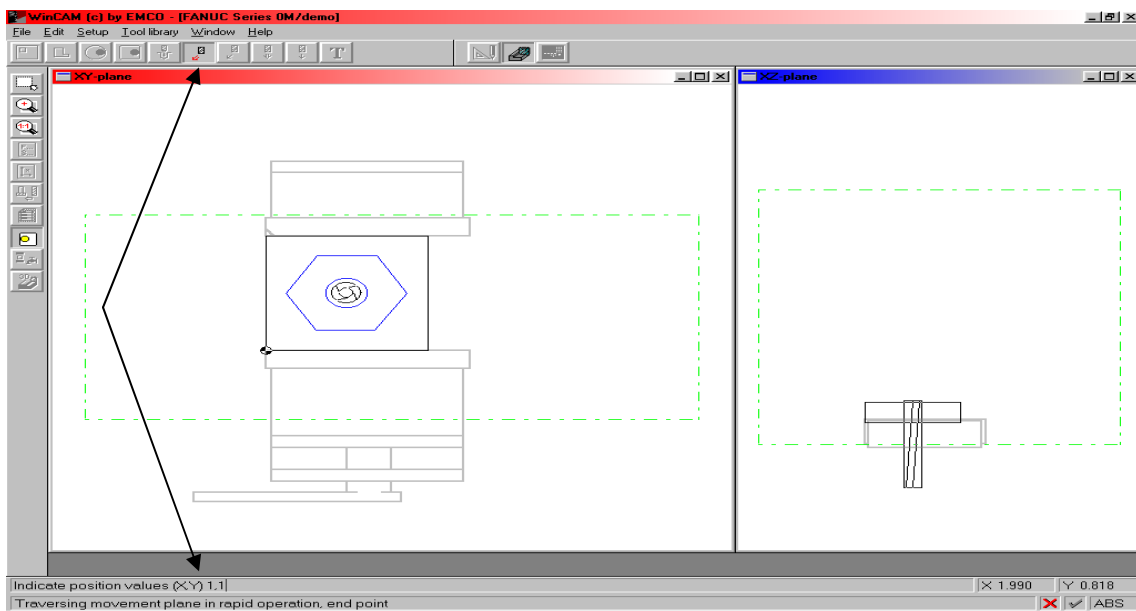 WinCAM (c) by EMCO - [FANUC Series 0M/demo]
File Edit Setup Tool library Window Help
T
XY-plane
XZ-plane
Indicate position values (X,Y) 1,1
X 1.990 Y 0.818
Traversing movement plane in rapid operation, end point
ABS